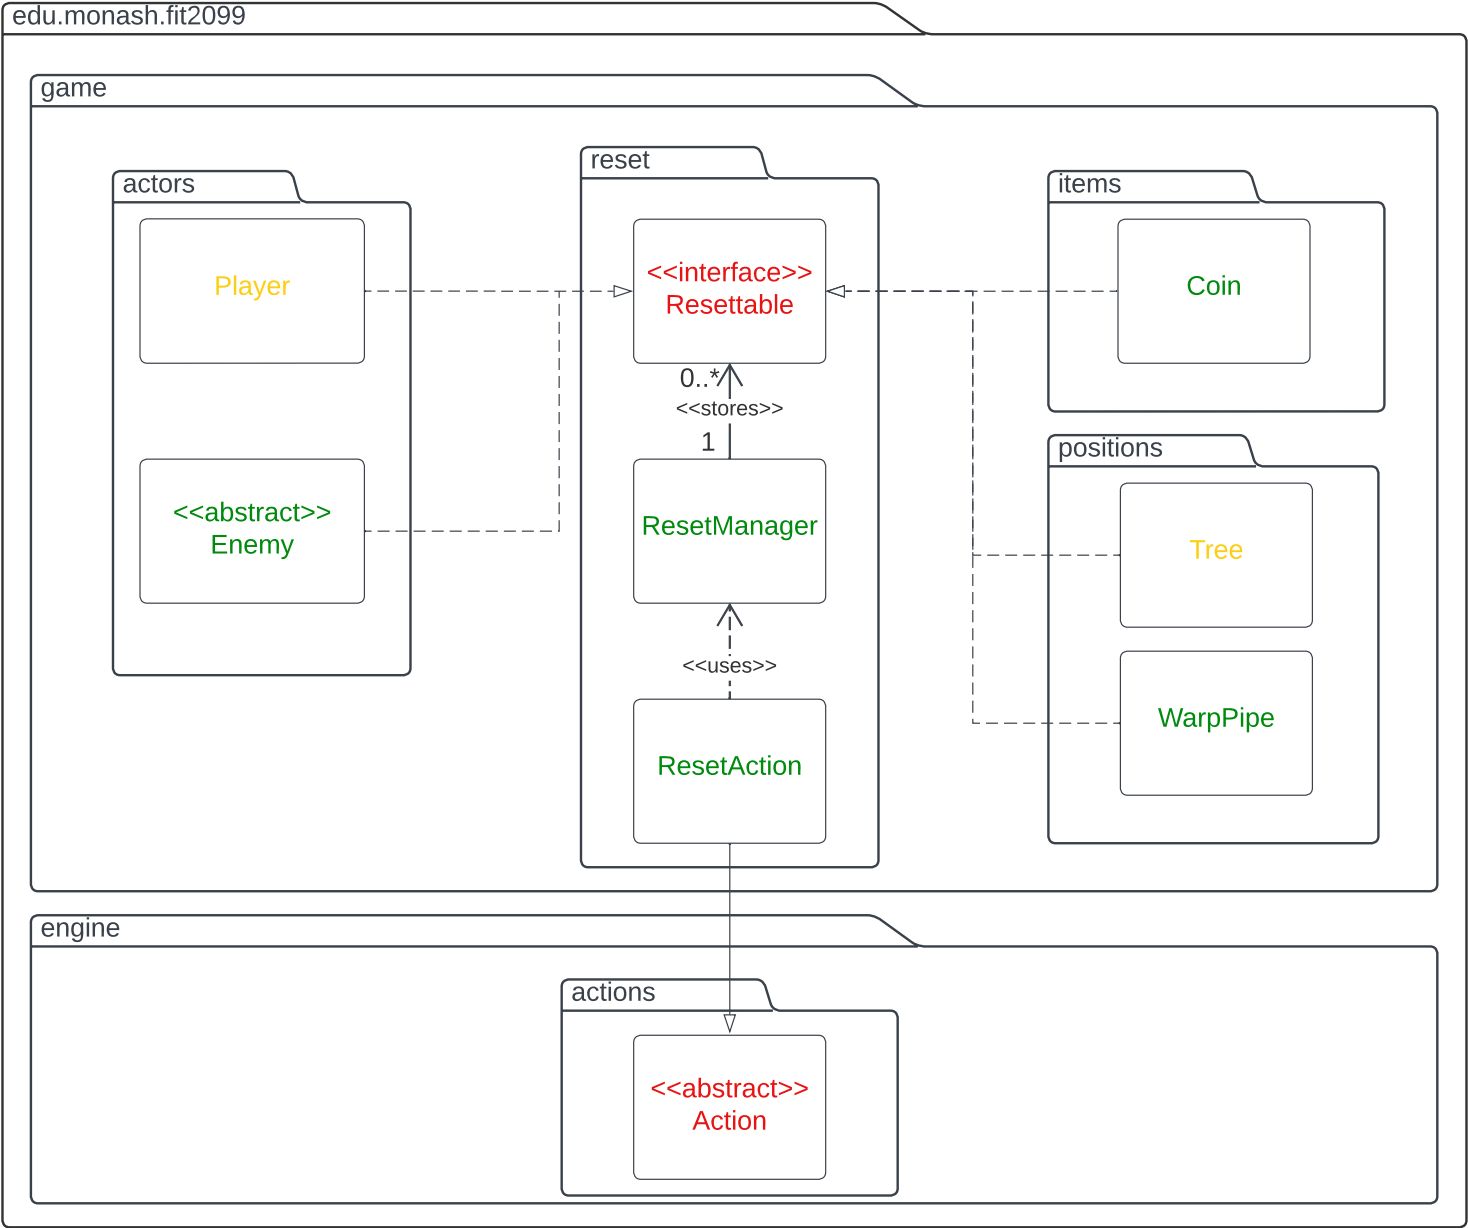 edu.monash.fit2099
game
actors
Player
<<abstract>>
Enemy
reset
<<interface>>
Resettable
0..*
<<stores>>
1
ResetManager
<<uses>>
ResetAction
items
Coin
positions
Tree
WarpPipe
engine
actions
<<abstract>>
Action